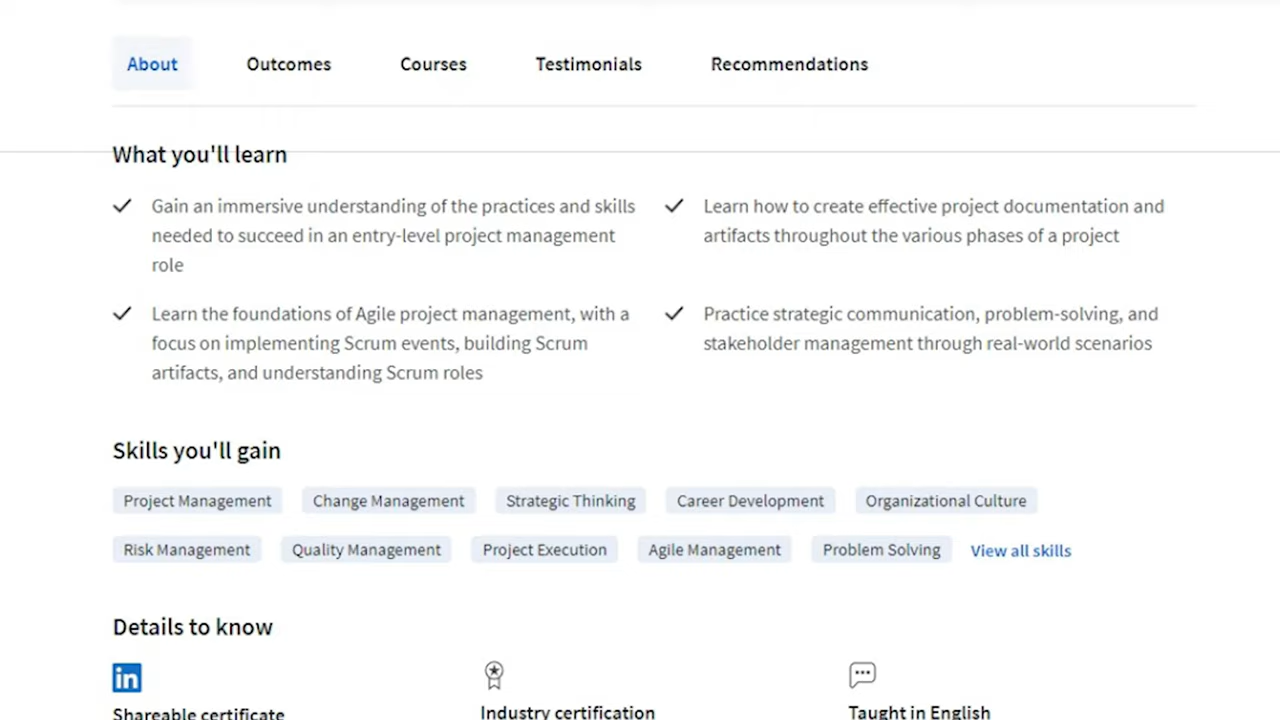 About Outcomes Courses Testimonials Recommendations
What you'll learn
Gain an immersive understanding of the practices and skills
needed to succeed in an entry-level project management
role
Learn how to create effective project documentation and
artifacts throughout the various phases of a project
Learn the foundations of Agile project management, with a
focus on implementing Scrum events, building Scrum
artifacts, and understanding Scrum roles
Practice strategic communication, problem-solving, and
stakeholder management through real-world scenarios
Skills you'll gain
Project Management Change Management Strategic Thinking Career Development Organizational Culture
Risk Management Quality Management Project Execution Agile Management Problem Solving View all skills
Details to know
in
Shareable certificate Industry certification Taught in English